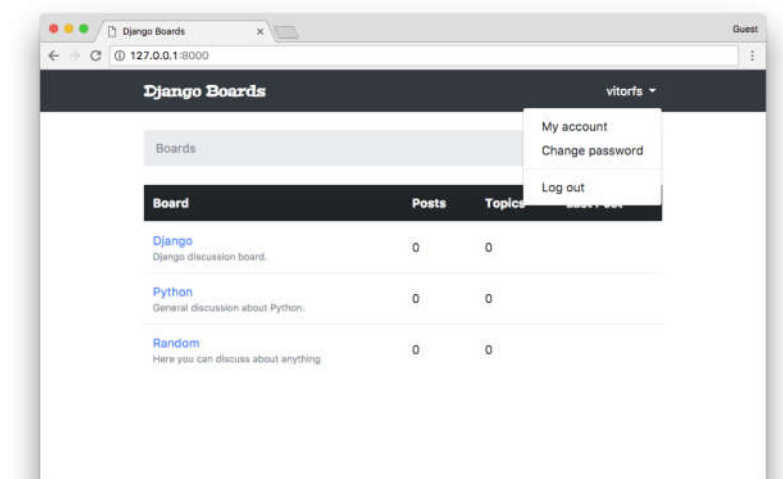 Django Boards
Guest
127.0.0.1:8000
Django Boards vitorfs
My account
Boards
Change password
Log out
Board Posts Topics Last Post
Django 0 0
Django discussion board.
Python 0 0
General discussion about Python.
Random 0 0
Here you can discuss about anything